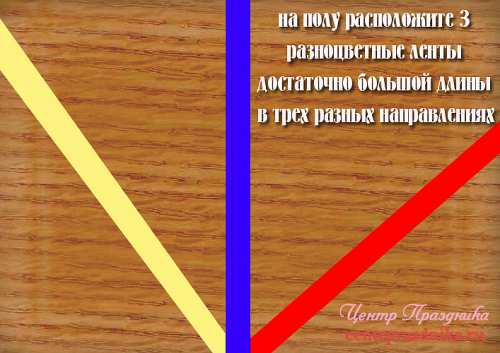 на полу расположите 3
разноцветные ленты
достаточно большой длины
в трех разных направлениях
Центр Праздника